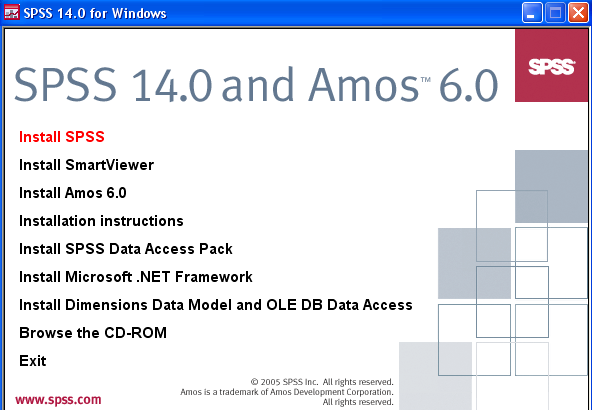 SPSS 14.0 for Windows
SPSS 14.0 and Amos™ 6.0
SPSS
Install SPSS
Install SmartViewer
Install Amos 6.0
Installation instructions
Install SPSS Data Access Pack
Install Microsoft .NET Framework
Install Dimensions Data Model and OLE DB Data Access
Browse the CD-ROM
Exit
© 2005 SPSS Inc. All rights reserved.
Amos is a trademark of Amos Development Corporation.
All rights reserved.
www.spss.com